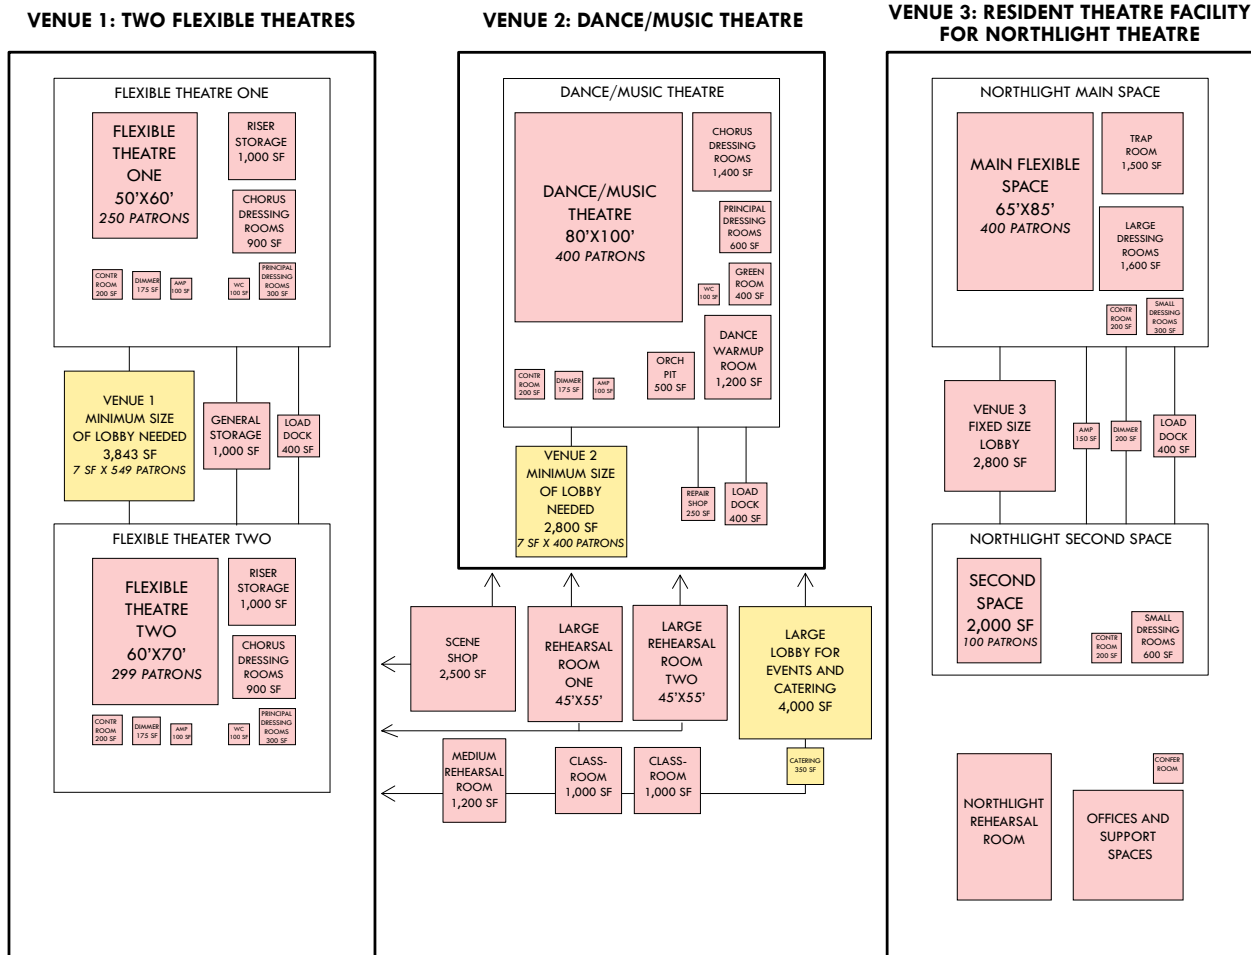 VENUE 1: TWO FLEXIBLE THEATRES
FLEXIBLE THEATRE ONE
FLEXIBLE
THEATRE
ONE
50'X60'
250 PATRONS
RISER
STORAGE
1,000 SF
CHORUS
DRESSING
ROOMS
900 SF
CONTR
ROOM
200 SF
DIMMER
175 SF
AMP
100 SF
WC
100 SF
PRINCIPAL
DRESSING
ROOMS
300 SF
VENUE 1
MINIMUM SIZE
OF LOBBY NEEDED
3,843 SF
7 SF X 549 PATRONS
GENERAL
STORAGE
1,000 SF
LOAD
DOCK
400 SF
FLEXIBLE THEATER TWO
FLEXIBLE
THEATRE
TWO
60'X70'
299 PATRONS
RISER
STORAGE
1,000 SF
CHORUS
DRESSING
ROOMS
900 SF
CONTR
ROOM
200 SF
DIMMER
175 SF
AMP
100 SF
WC
100 SF
PRINCIPAL
DRESSING
ROOMS
300 SF
VENUE 2: DANCE/MUSIC THEATRE
DANCE/MUSIC THEATRE
DANCE/MUSIC
THEATRE
80'X100'
400 PATRONS
CHORUS
DRESSING
ROOMS
1,400 SF
PRINCIPAL
DRESSING
ROOMS
600 SF
WC
100 SF
GREEN
ROOM
400 SF
CONTR
ROOM
200 SF
DIMMER
175 SF
AMP
100 SF
ORCH
PIT
500 SF
DANCE
WARMUP
ROOM
1,200 SF
VENUE 2
MINIMUM SIZE
OF LOBBY
NEEDED
2,800 SF
7 SF X 400 PATRONS
REPAIR
SHOP
250 SF
LOAD
DOCK
400 SF
SCENE
SHOP
2,500 SF
LARGE
REHEARSAL
ROOM
ONE
45'X55'
LARGE
REHEARSAL
ROOM
TWO
45'X55'
LARGE
LOBBY FOR
EVENTS AND
CATERING
4,000 SF
MEDIUM
REHEARSAL
ROOM
1,200 SF
CLASS-
ROOM
1,000 SF
CLASS-
ROOM
1,000 SF
CATERING
350 SF
VENUE 3: RESIDENT THEATRE FACILITY
FOR NORTHLIGHT THEATRE
NORTHLIGHT MAIN SPACE
MAIN FLEXIBLE
SPACE
65'X85'
400 PATRONS
TRAP
ROOM
1,500 SF
LARGE
DRESSING
ROOMS
1,600 SF
CONTR
ROOM
200 SF
SMALL
DRESSING
ROOMS
300 SF
VENUE 3
FIXED SIZE
LOBBY
2,800 SF
AMP
150 SF
DIMMER
200 SF
LOAD
DOCK
400 SF
NORTHLIGHT SECOND SPACE
SECOND
SPACE
2,000 SF
100 PATRONS
CONTR
ROOM
200 SF
SMALL
DRESSING
ROOMS
600 SF
NORTHLIGHT
REHEARSAL
ROOM
CONFER
ROOM
OFFICES AND
SUPPORT
SPACES